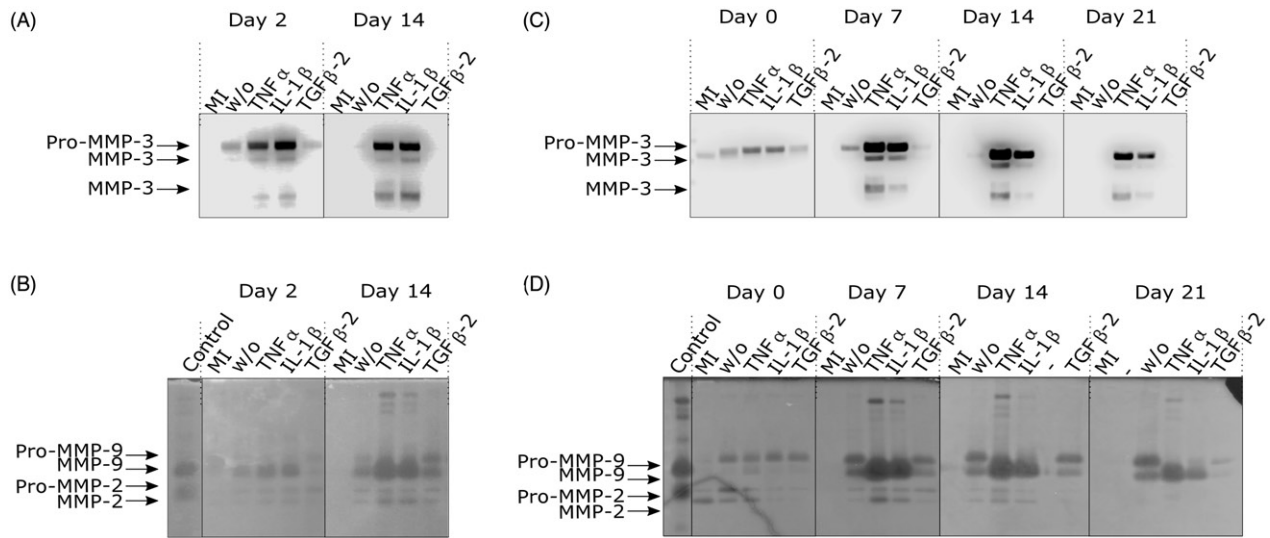 (A)
Day 2 Day 14
MI w/o TNFα IL-1β TGFβ-2 MI w/o TNFα IL-1β TGFβ-2
Pro-MMP-3
MMP-3
MMP-3
(C)
Day 0 Day 7 Day 14 Day 21
MI w/o TNFα IL-1β TGFβ-2 MI w/o TNFα IL-1β TGFβ-2 MI w/o TNFα IL-1β TGFβ-2 MI w/o TNFα IL-1β TGFβ-2
Pro-MMP-3
MMP-3
MMP-3
(B)
Day 2 Day 14
Control MI w/o TNFα IL-1β TGFβ-2 MI w/o TNFα IL-1β TGFβ-2
Pro-MMP-9
MMP-9
Pro-MMP-2
MMP-2
(D)
Day 0 Day 7 Day 14 Day 21
Control MI w/o TNFα IL-1β TGFβ-2 MI w/o TNFα IL-1β TGFβ-2 MI w/o TNFα IL-1β - TGFβ-2 MI - w/o TNFα IL-1β TGFβ-2
Pro-MMP-9
MMP-9
Pro-MMP-2
MMP-2